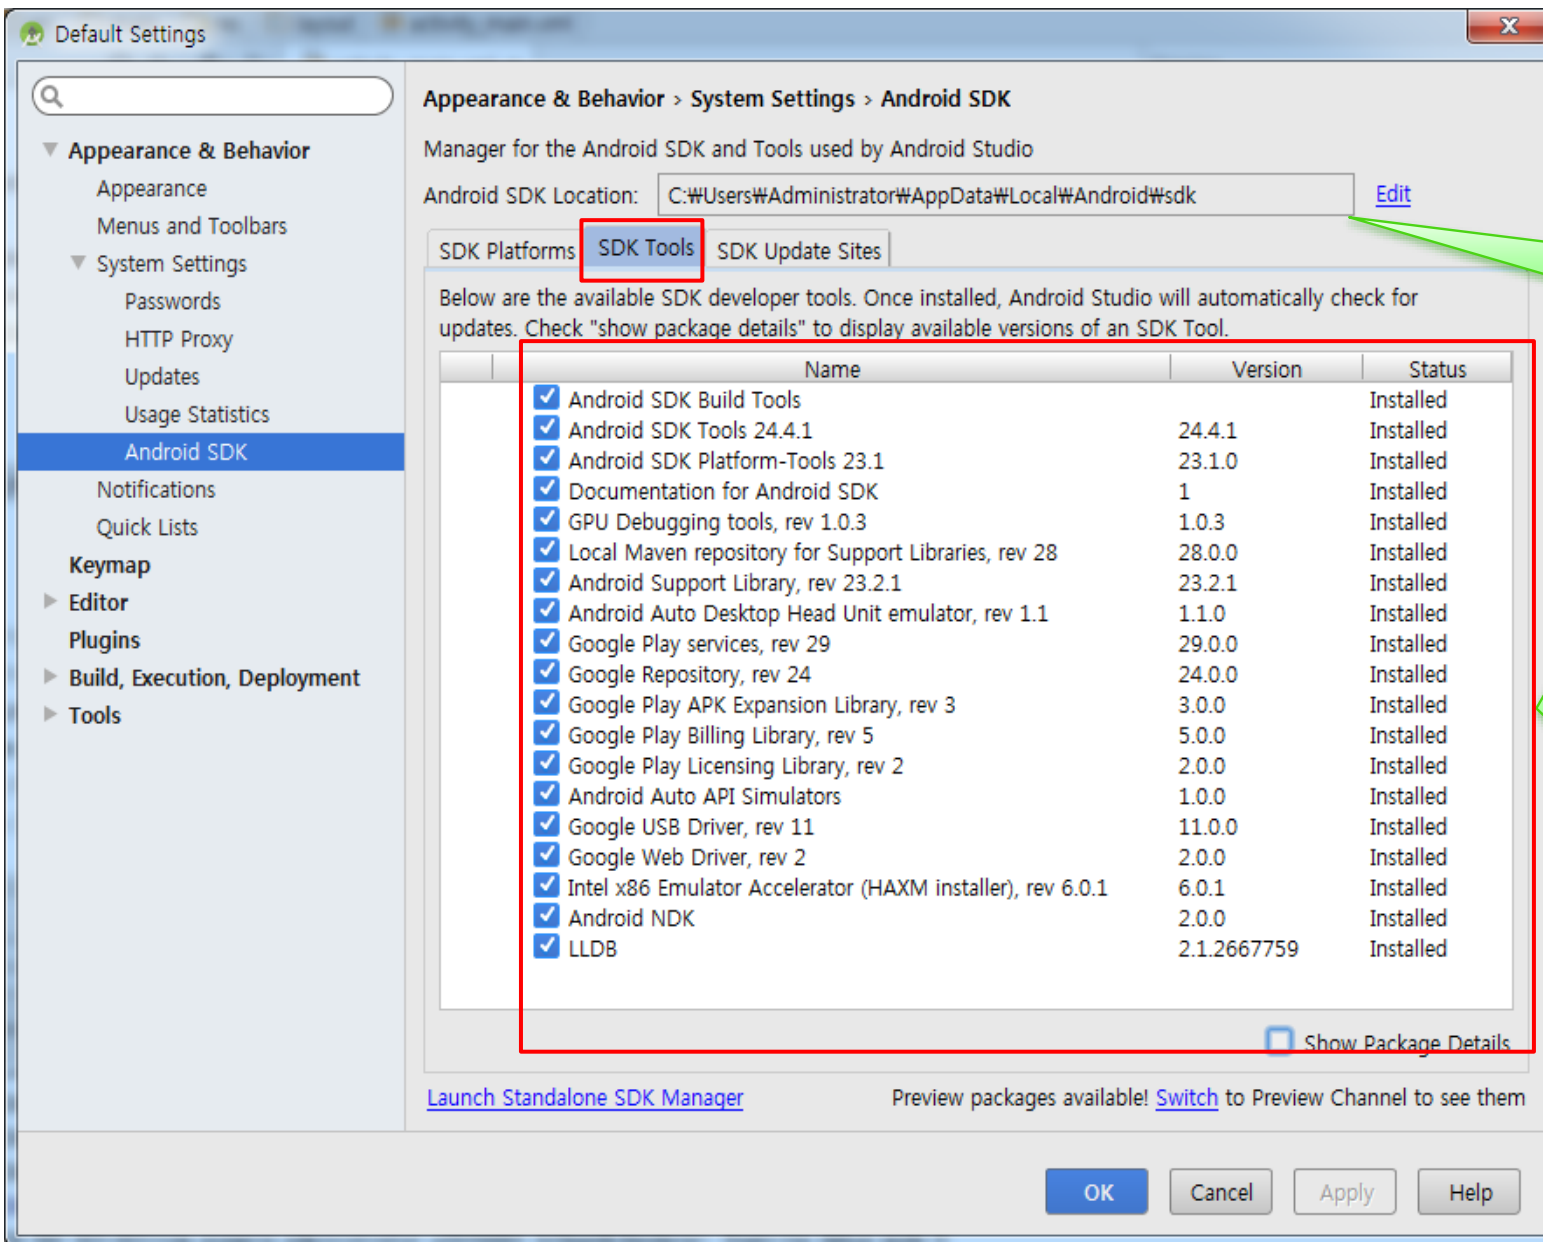 Default Settings
Appearance & Behavior › System Settings › Android SDK
Appearance & Behavior
Appearance
Menus and Toolbars
System Settings
Passwords
HTTP Proxy
Updates
Usage Statistics
Android SDK
Notifications
Quick Lists
Keymap
Editor
Plugins
Build, Execution, Deployment
Tools
Manager for the Android SDK and Tools used by Android Studio
Android SDK Location: C:₩Users₩Administrator₩AppData₩Local₩Android₩sdk Edit
SDK Platforms SDK Tools SDK Update Sites
Below are the available SDK developer tools. Once installed, Android Studio will automatically check for
updates. Check "show package details" to display available versions of an SDK Tool.
Name Version Status
Android SDK Build Tools Installed
Android SDK Tools 24.4.1 24.4.1 Installed
Android SDK Platform-Tools 23.1 23.1.0 Installed
Documentation for Android SDK 1 Installed
GPU Debugging tools, rev 1.0.3 1.0.3 Installed
Local Maven repository for Support Libraries, rev 28 28.0.0 Installed
Android Support Library, rev 23.2.1 23.2.1 Installed
Android Auto Desktop Head Unit emulator, rev 1.1 1.1.0 Installed
Google Play services, rev 29 29.0.0 Installed
Google Repository, rev 24 24.0.0 Installed
Google Play APK Expansion Library, rev 3 3.0.0 Installed
Google Play Billing Library, rev 5 5.0.0 Installed
Google Play Licensing Library, rev 2 2.0.0 Installed
Android Auto API Simulators 1.0.0 Installed
Google USB Driver, rev 11 11.0.0 Installed
Google Web Driver, rev 2 2.0.0 Installed
Intel x86 Emulator Accelerator (HAXM installer), rev 6.0.1 6.0.1 Installed
Android NDK 2.0.0 Installed
LLDB 2.1.2667759 Installed
Show Package Details
Launch Standalone SDK Manager Preview packages available! Switch to Preview Channel to see them
OK Cancel Apply Help